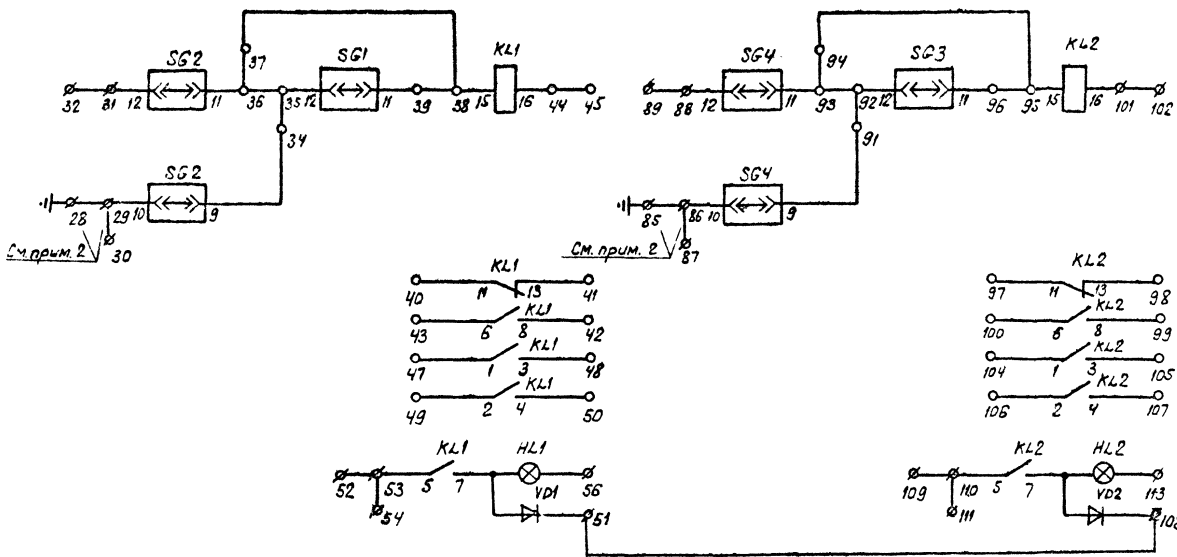 SG2 37 SG1 KL1
32 31 12 11 36 35 12 11 39 38 15 16 44 45
34
SG2
28 29 10 9
См. прим. 2 30
SG4 94 SG3 KL2
89 88 12 11 93 92 12 11 96 95 15 16 101 102
91
SG4
85 86 10 9
См. прим. 2 87
KL1
40 11 13 41
KL1
43 6 8 42
KL1
47 1 3 48
KL1
49 2 4 50
KL1 HL1
52 53 5 7 56
54 VD1 51
KL2
97 11 13 98
KL2
100 6 8 99
KL2
104 1 3 105
KL2
106 2 4 107
KL2 HL2
109 110 5 7 113
111 VD2